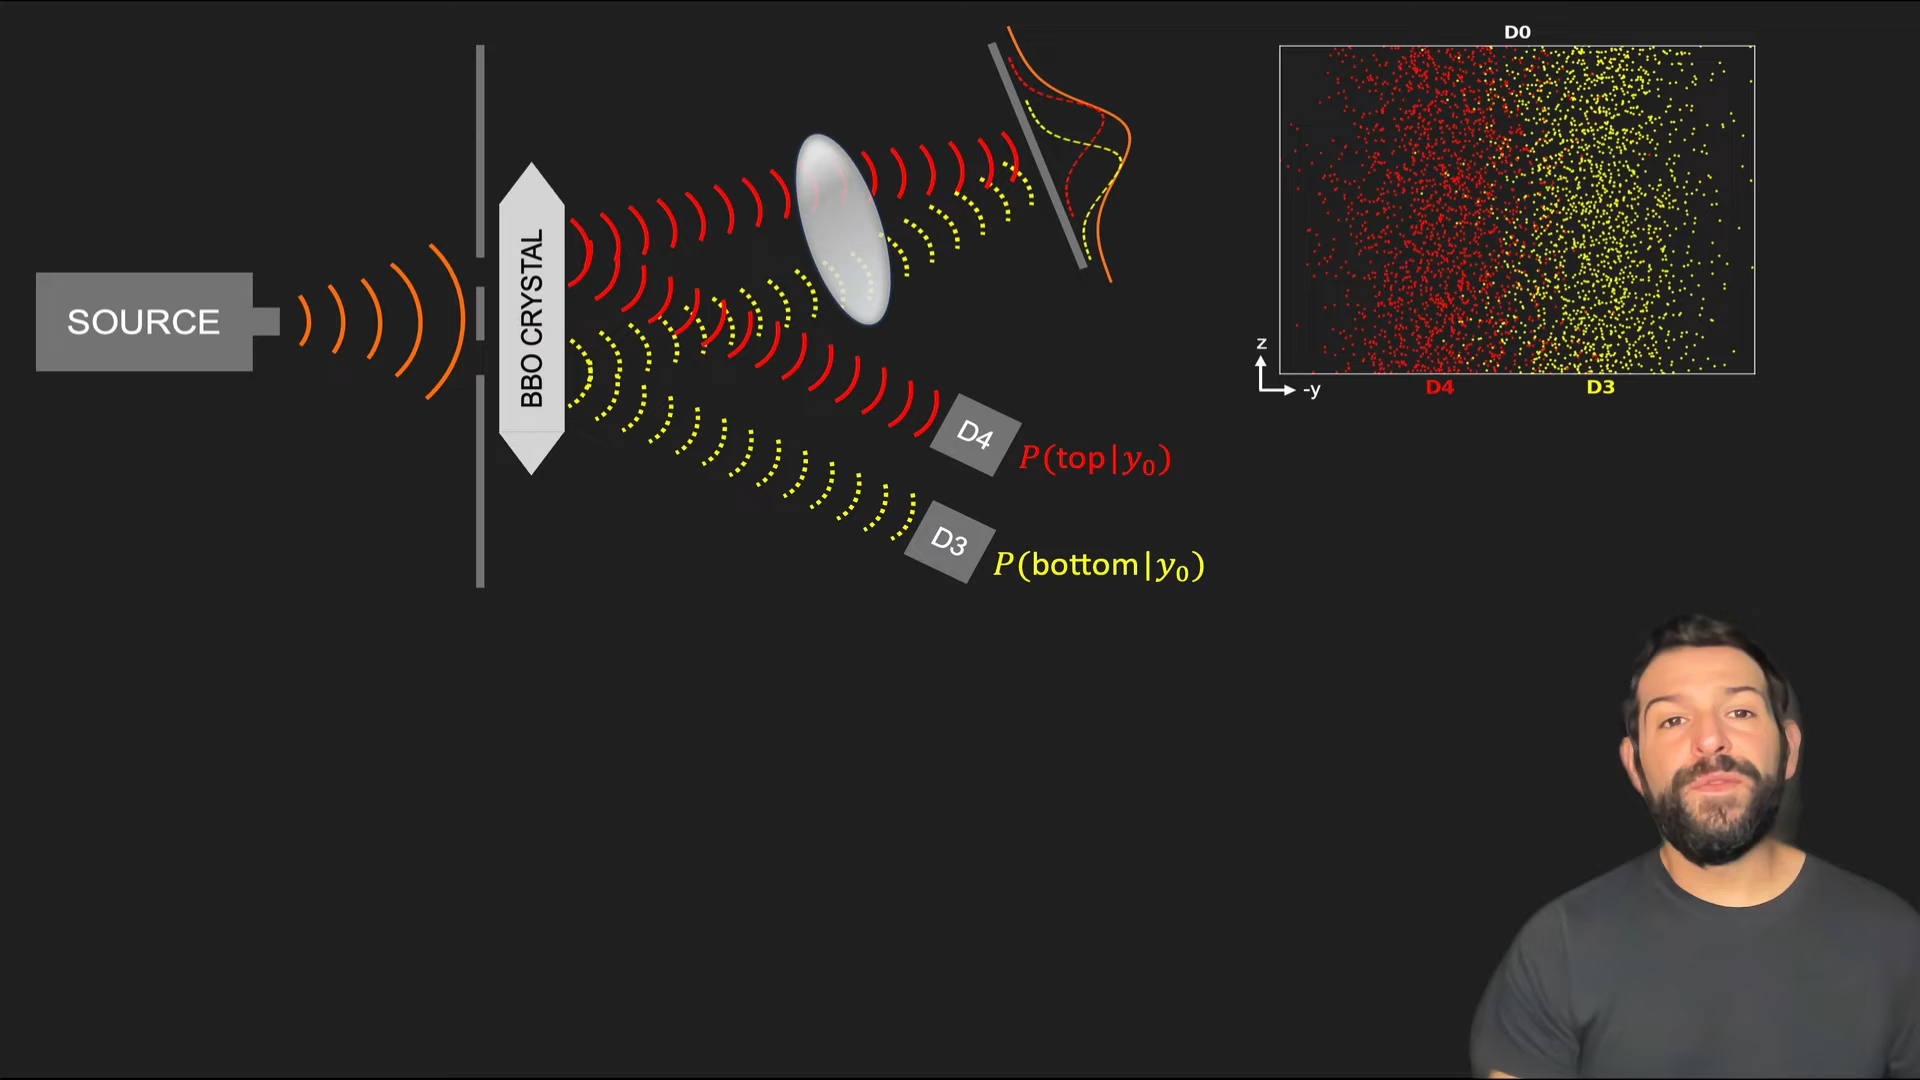 D0
SOURCE
BBO CRYSTAL
z
-y
D4
D3
D4
P(top|y₀)
D3
P(bottom|y₀)